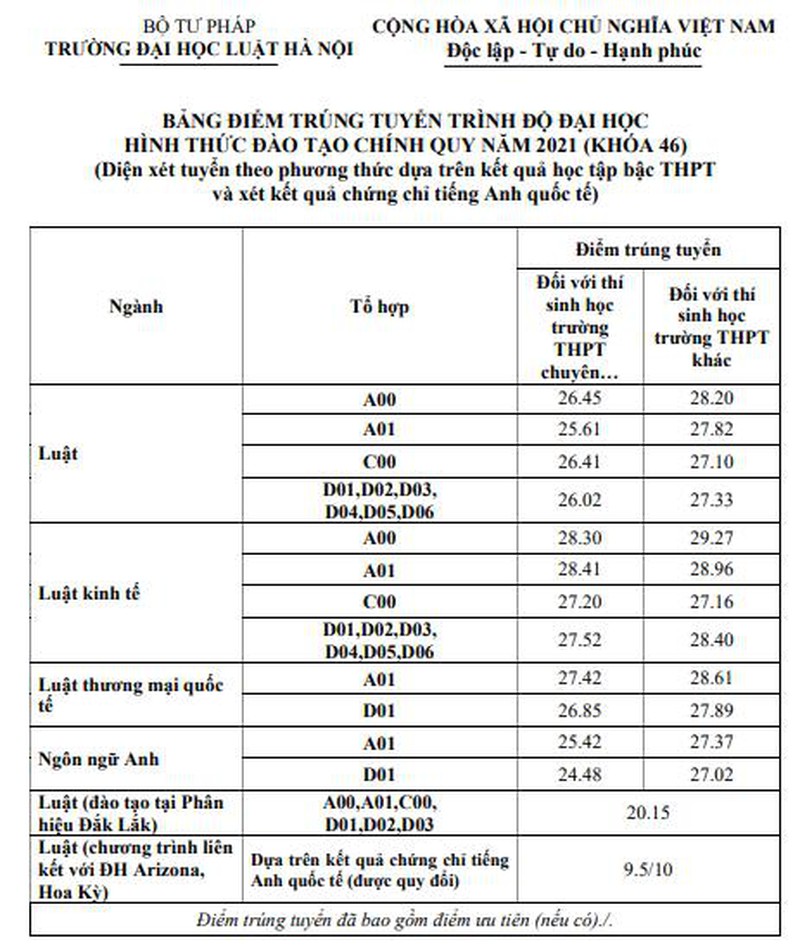 BỘ TƯ PHÁP
TRƯỜNG ĐẠI HỌC LUẬT HÀ NỘI
CỘNG HÒA XÃ HỘI CHỦ NGHĨA VIỆT NAM
Độc lập - Tự do - Hạnh phúc
BẢNG ĐIỂM TRÚNG TUYỂN TRÌNH ĐỘ ĐẠI HỌC
HÌNH THỨC ĐÀO TẠO CHÍNH QUY NĂM 2021 (KHÓA 46)
(Diện xét tuyển theo phương thức dựa trên kết quả học tập bậc THPT
và xét kết quả chứng chỉ tiếng Anh quốc tế)
Ngành
Tổ hợp
Điểm trúng tuyển
Đối với thí
sinh học
trường
THPT
chuyên...
Đối với thí
sinh học
trường THPT
khác
Luật
A00 26.45 28.20
A01 25.61 27.82
C00 26.41 27.10
D01,D02,D03,
D04,D05,D06
26.02 27.33
Luật kinh tế
A00 28.30 29.27
A01 28.41 28.96
C00 27.20 27.16
D01,D02,D03,
D04,D05,D06
27.52 28.40
Luật thương mại quốc
tế
A01 27.42 28.61
D01 26.85 27.89
Ngôn ngữ Anh
A01 25.42 27.37
D01 24.48 27.02
Luật (đào tạo tại Phân
hiệu Đắk Lắk)
A00,A01,C00,
D01,D02,D03
20.15
Luật (chương trình liên
kết với ĐH Arizona,
Hoa Kỳ)
Dựa trên kết quả chứng chỉ tiếng
Anh quốc tế (được quy đổi)
9.5/10
Điểm trúng tuyển đã bao gồm điểm ưu tiên (nếu có)./.